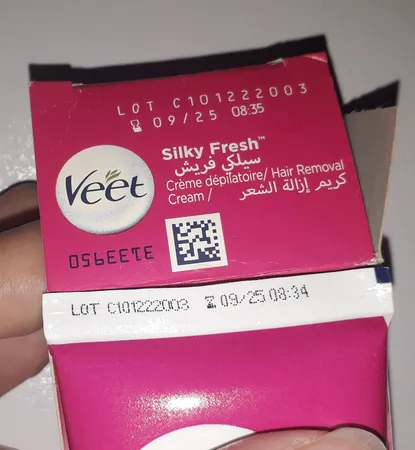 LOT C101222003
09/25 08:35
Silky Fresh™
سيلكي فريش
Veet
Crème dépilatoire/ Hair Removal
Cream / كريم إزالة الشعر
LOT C101222003 09/25 08:34